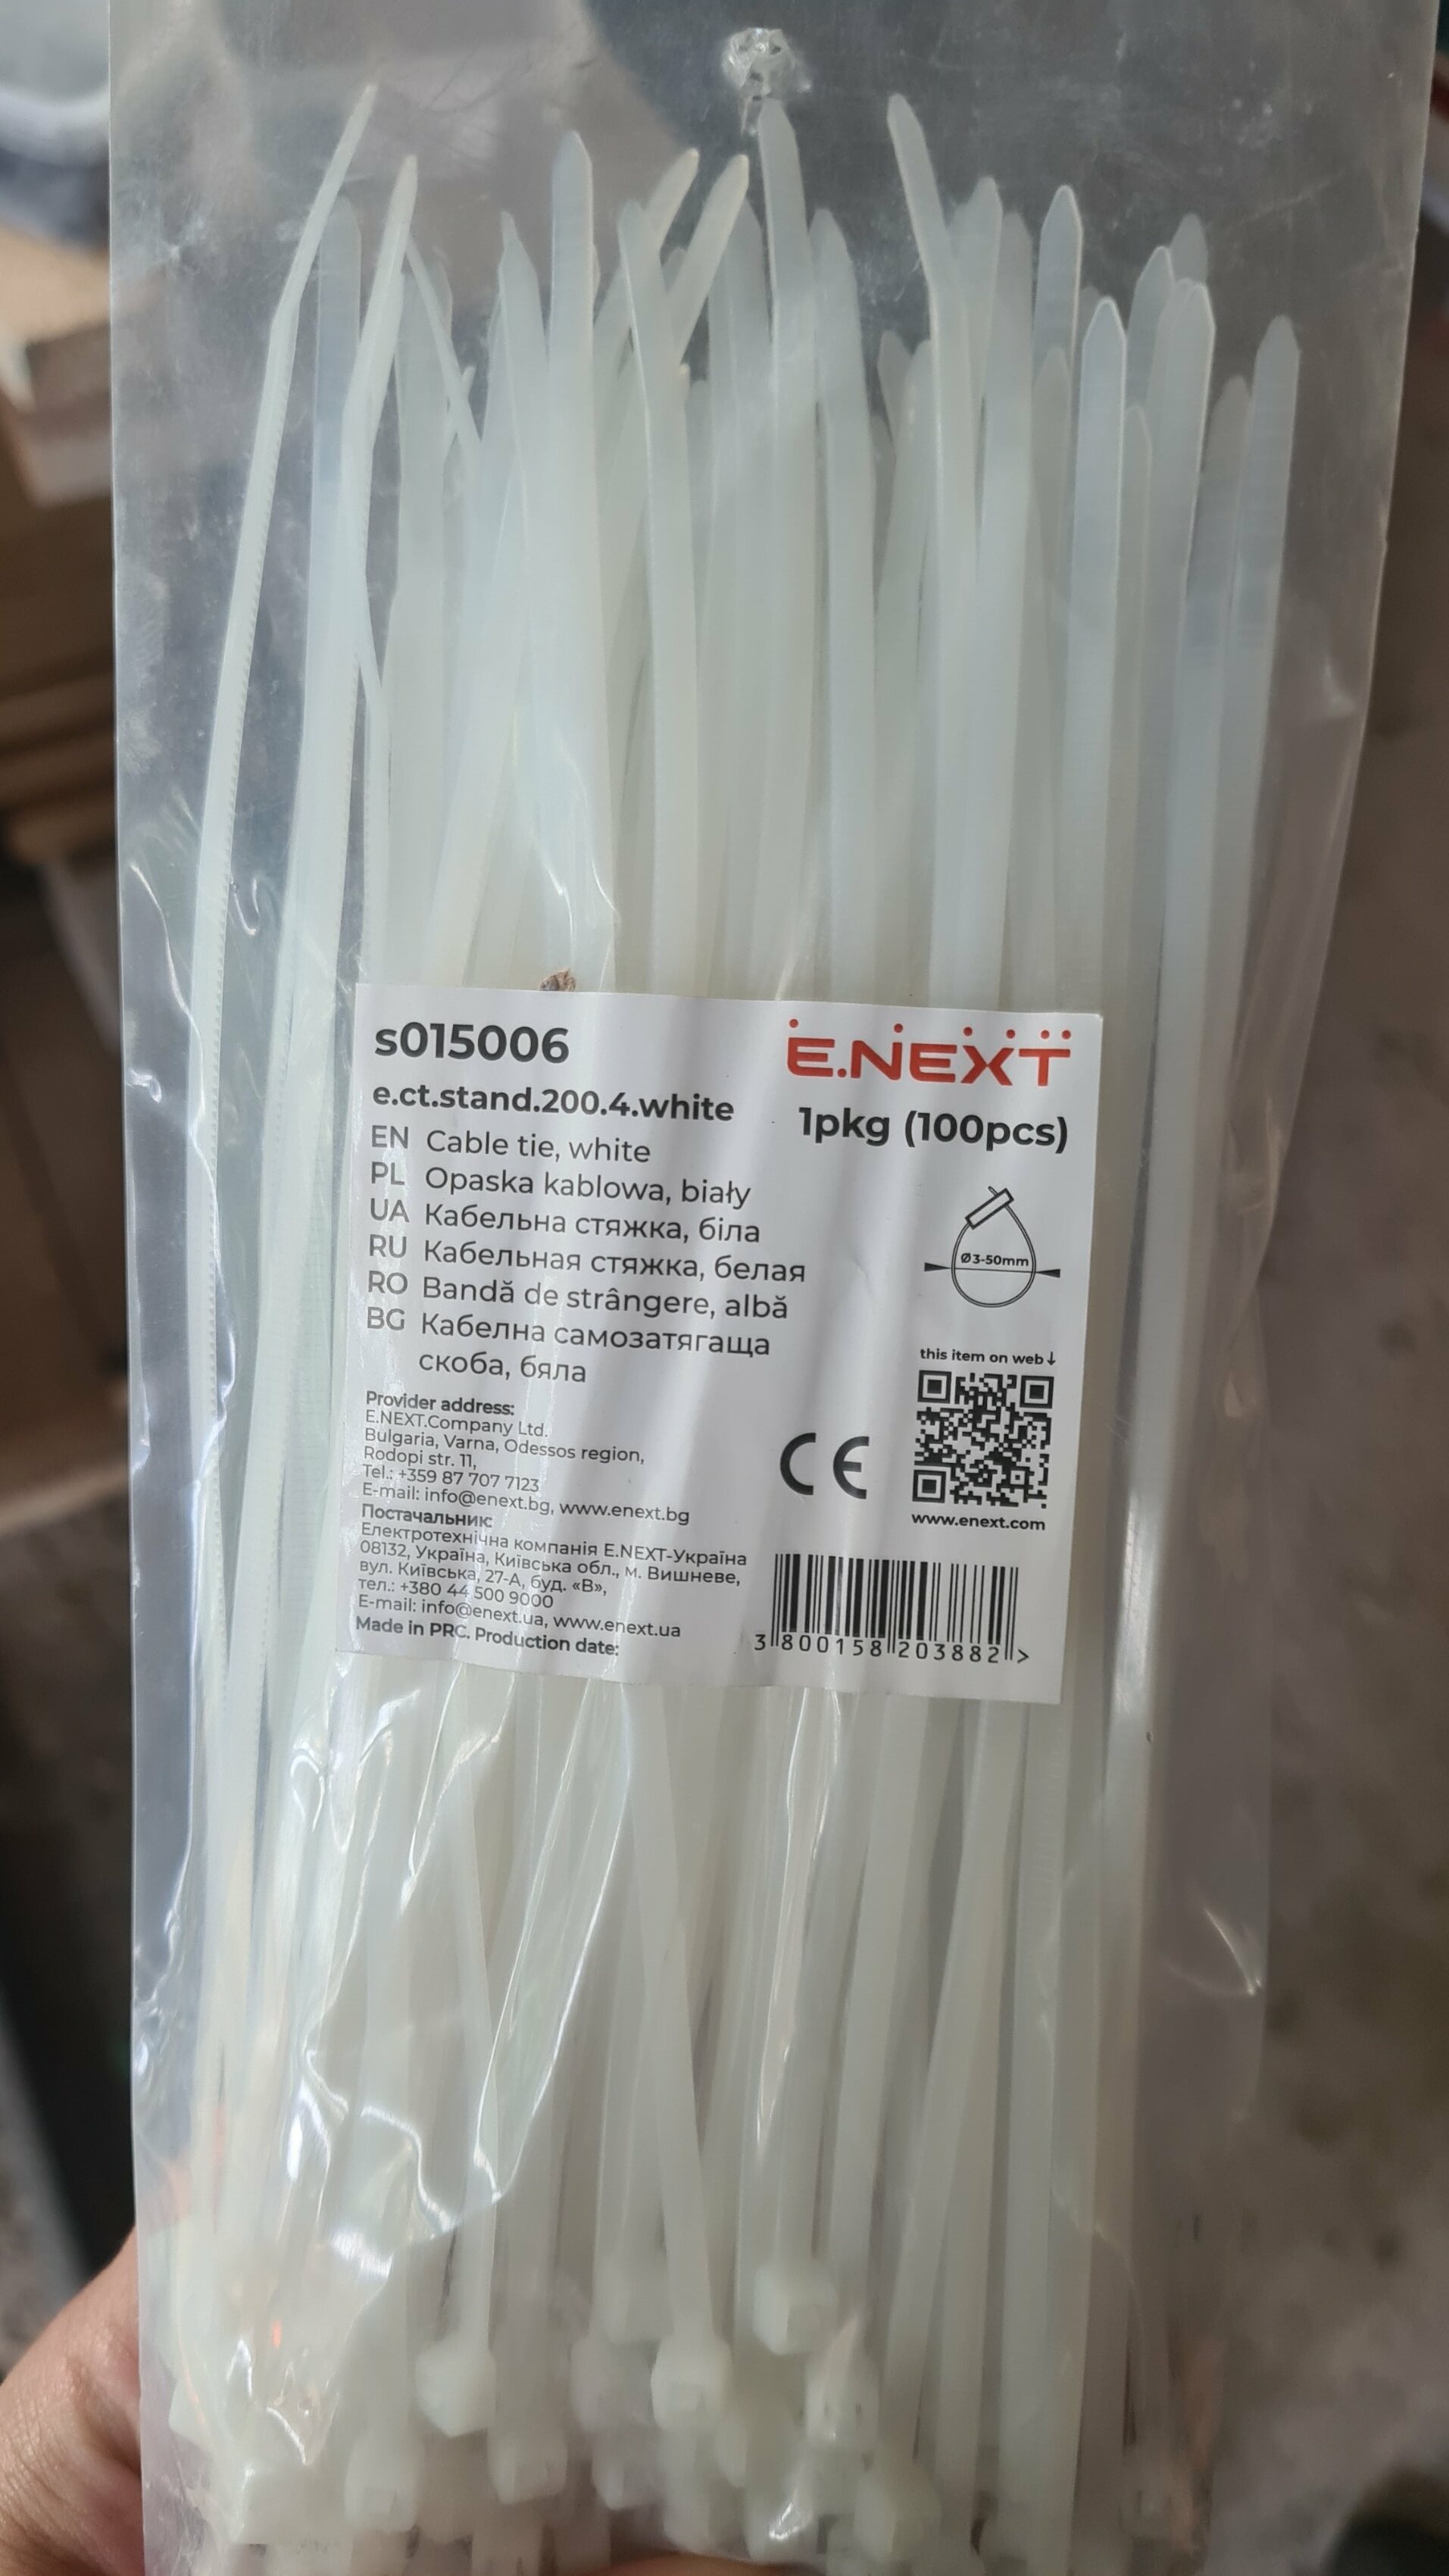 s015006
E.NEXT
e.ct.stand.200.4.white
1pkg (100pcs)
EN Cable tie, white
PL Opaska kablowa, biały
UA Кабельна стяжка, біла
RU Кабельная стяжка, белая
RO Bandă de strângere, albă
BG Кабелна самозатягаща
скоба, бяла
Ø3-50mm
this item on web↓
www.enext.com
Provider address:
E.NEXT.Company Ltd.
Bulgaria, Varna, Odessos region,
Rodopi str. 11,
Tel.: +359 87 707 7123
E-mail: info@enext.bg, www.enext.bg
CE
Постачальник:
Електротехнічна компанія E.NEXT-Україна
08132, Україна, Київська обл., м. Вишневе,
вул. Київська, 27-А, буд. «В»,
тел.: +380 44 500 9000
E-mail: info@enext.ua, www.enext.ua
Made in PRC. Production date:
3 800158 203882 >